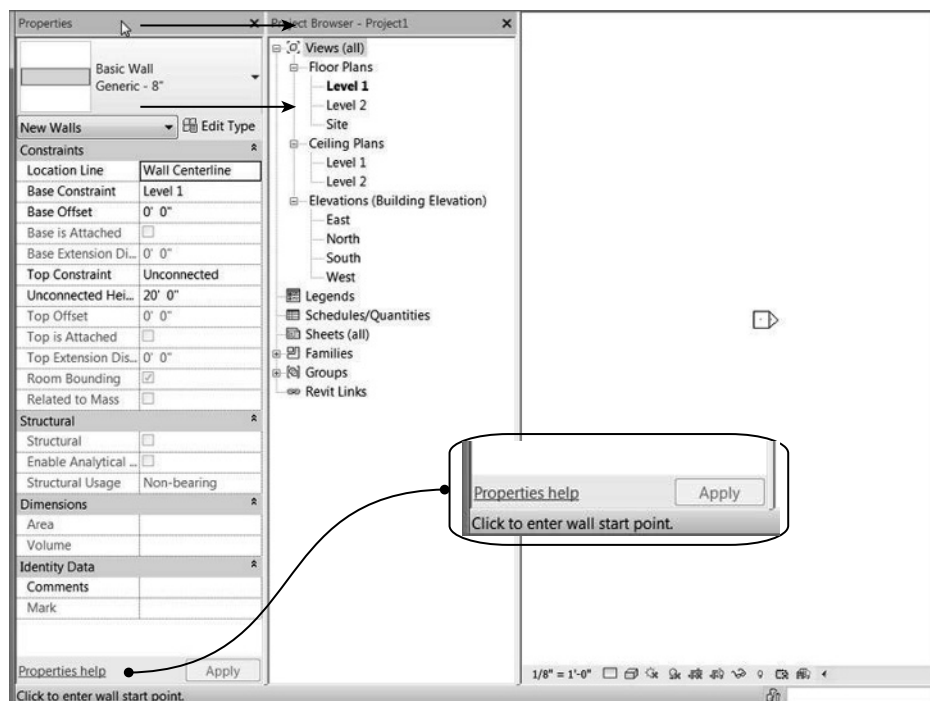 Properties
Basic Wall
Generic - 8"
New Walls
Edit Type
Constraints
Location Line Wall Centerline
Base Constraint Level 1
Base Offset 0' 0"
Base is Attached
Base Extension Di... 0' 0"
Top Constraint Unconnected
Unconnected Hei... 20' 0"
Top Offset 0' 0"
Top is Attached
Top Extension Dis... 0' 0"
Room Bounding
Related to Mass
Structural
Structural
Enable Analytical ...
Structural Usage Non-bearing
Dimensions
Area
Volume
Identity Data
Comments
Mark
Properties help Apply
Click to enter wall start point.
Project Browser - Project1
Views (all)
Floor Plans
Level 1
Level 2
Site
Ceiling Plans
Level 1
Level 2
Elevations (Building Elevation)
East
North
South
West
Legends
Schedules/Quantities
Sheets (all)
Families
Groups
Revit Links
Properties help Apply
Click to enter wall start point.
1/8" = 1'-0"